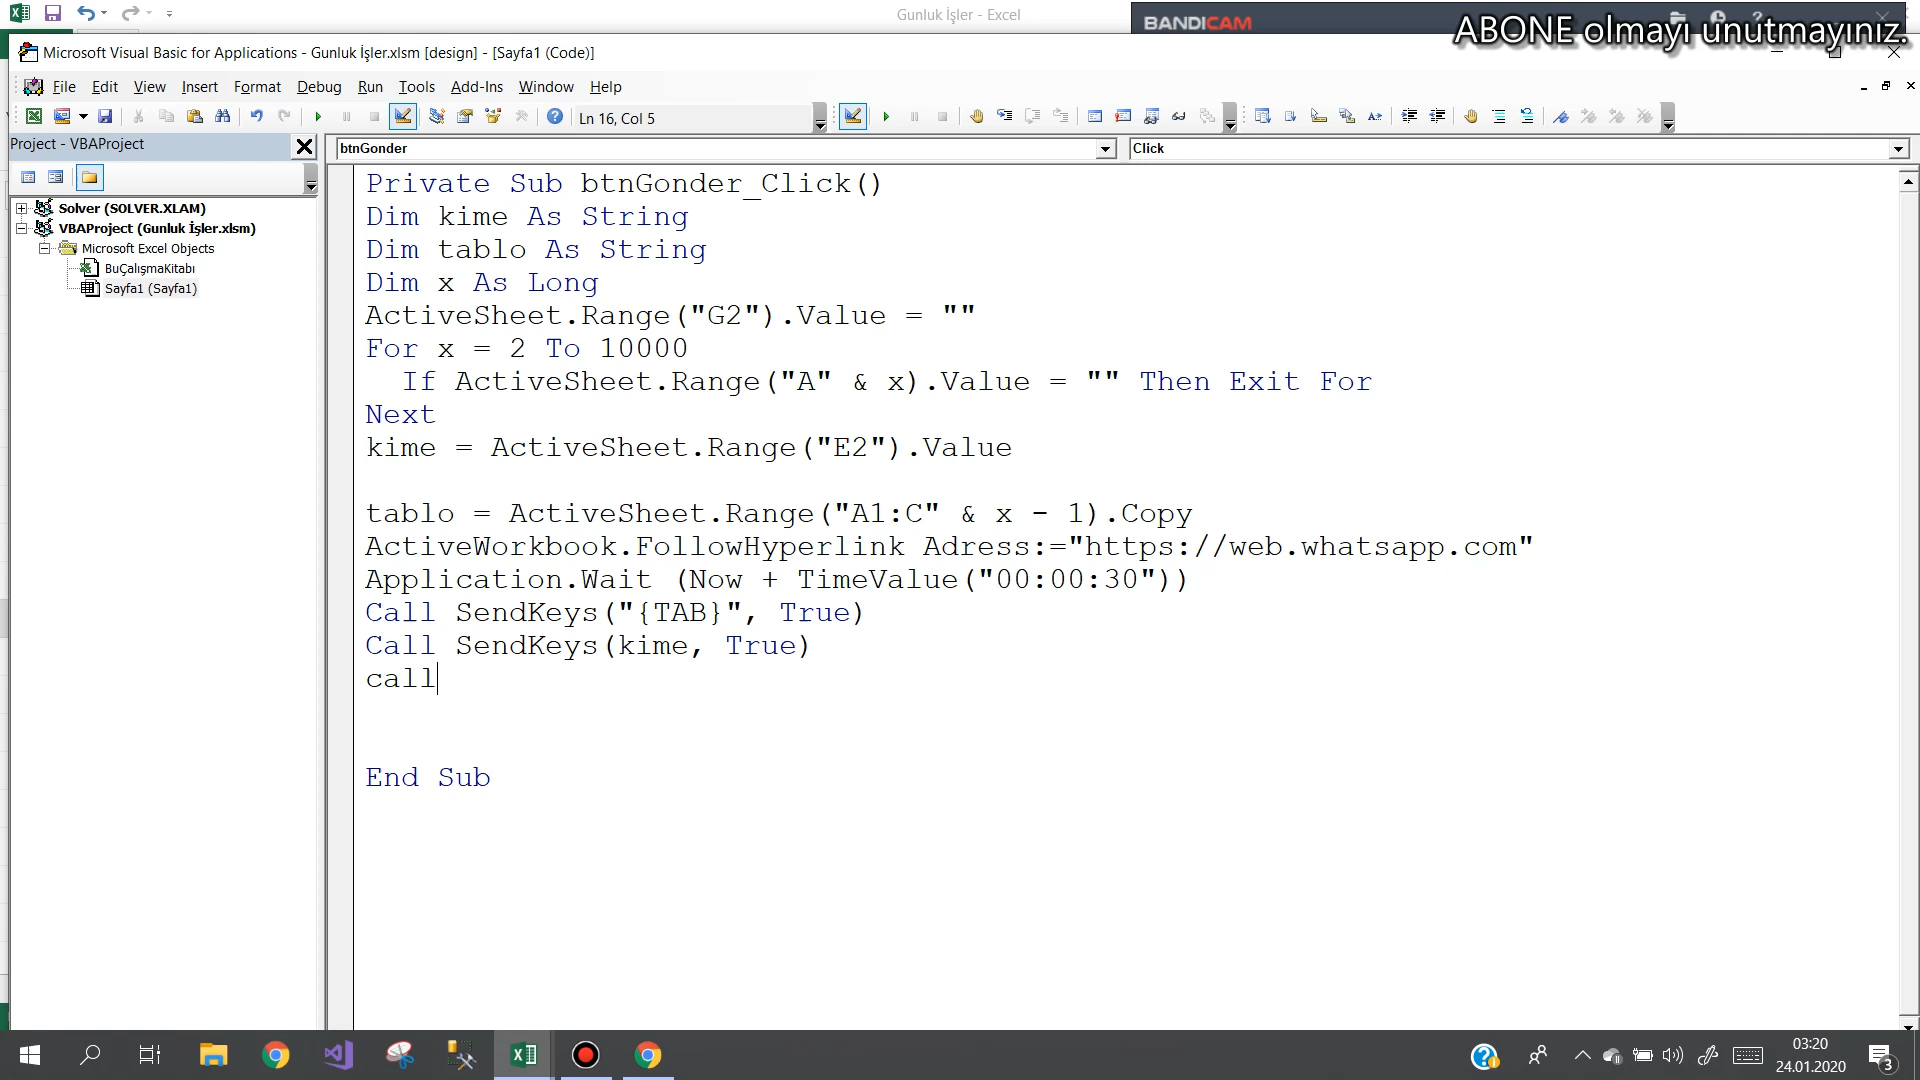 Gunluk İşler - Excel
BANDICAM
ABONE olmayı unutmayınız.
Microsoft Visual Basic for Applications - Gunluk İşler.xlsm [design] - [Sayfa1 (Code)]
File Edit View Insert Format Debug Run Tools Add-Ins Window Help
Ln 16, Col 5
Project - VBAProject
btnGonder
Click
Solver (SOLVER.XLAM)
VBAProject (Gunluk İşler.xlsm)
Microsoft Excel Objects
BuÇalışmaKitabı
Sayfa1 (Sayfa1)
Private Sub btnGonder_Click()
Dim kime As String
Dim tablo As String
Dim x As Long
ActiveSheet.Range("G2").Value = ""
For x = 2 To 10000
If ActiveSheet.Range("A" & x).Value = "" Then Exit For
Next
kime = ActiveSheet.Range("E2").Value
tablo = ActiveSheet.Range("A1:C" & x - 1).Copy
ActiveWorkbook.FollowHyperlink Adress:="https://web.whatsapp.com"
Application.Wait (Now + TimeValue("00:00:30"))
Call SendKeys("{TAB}", True)
Call SendKeys(kime, True)
call
End Sub
03:20
24.01.2020
3